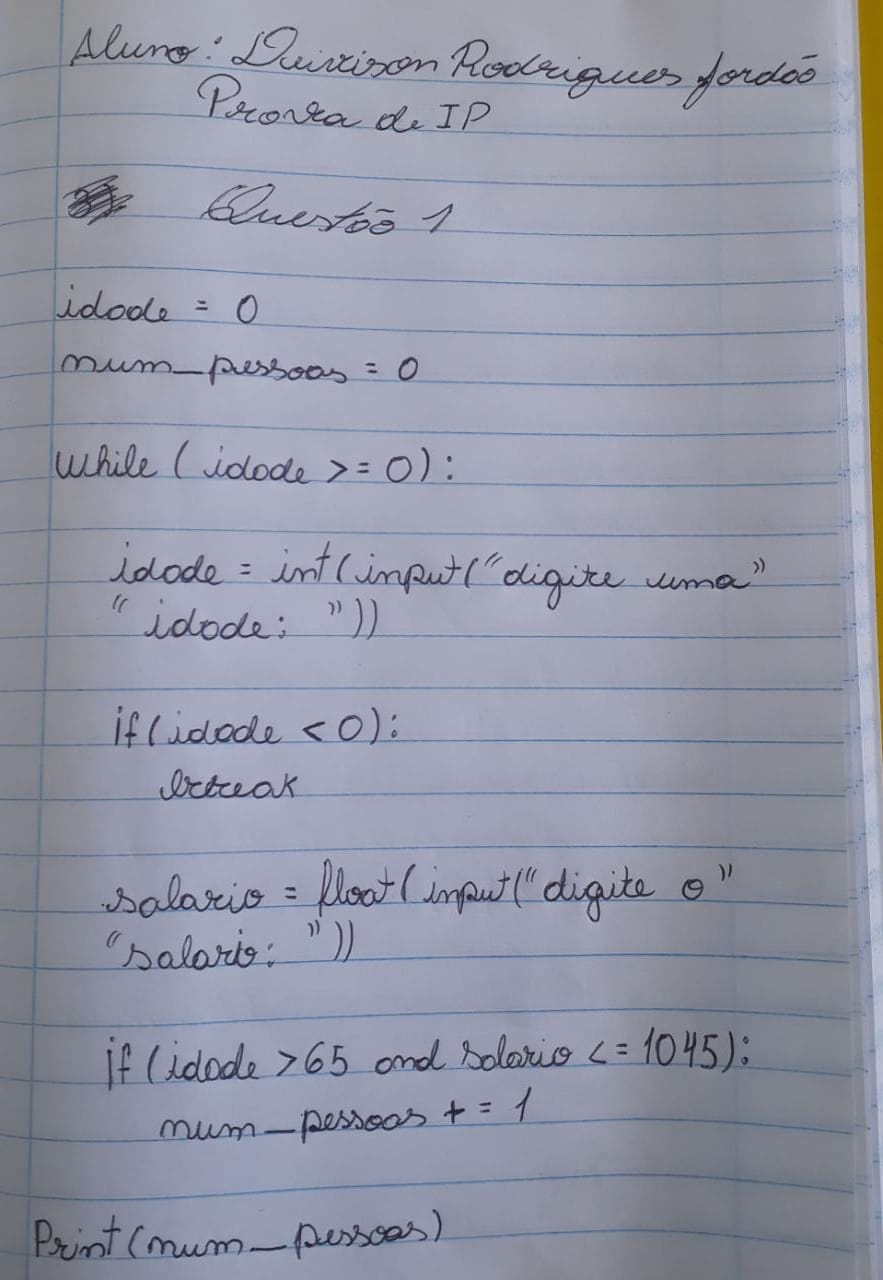 Aluno: Deivison Rodrigues Jordão
Prova de IP
Questão 1
idade = 0
num_pessoas = 0
while (idade >= 0):
idade = int(input("digite uma"
"idade: "))
if(idade < 0):
break
salario = float(input("digite o"
"salario: "))
if(idade >65 and salario <= 1045):
num_pessoas += 1
Print(num_pessoas)